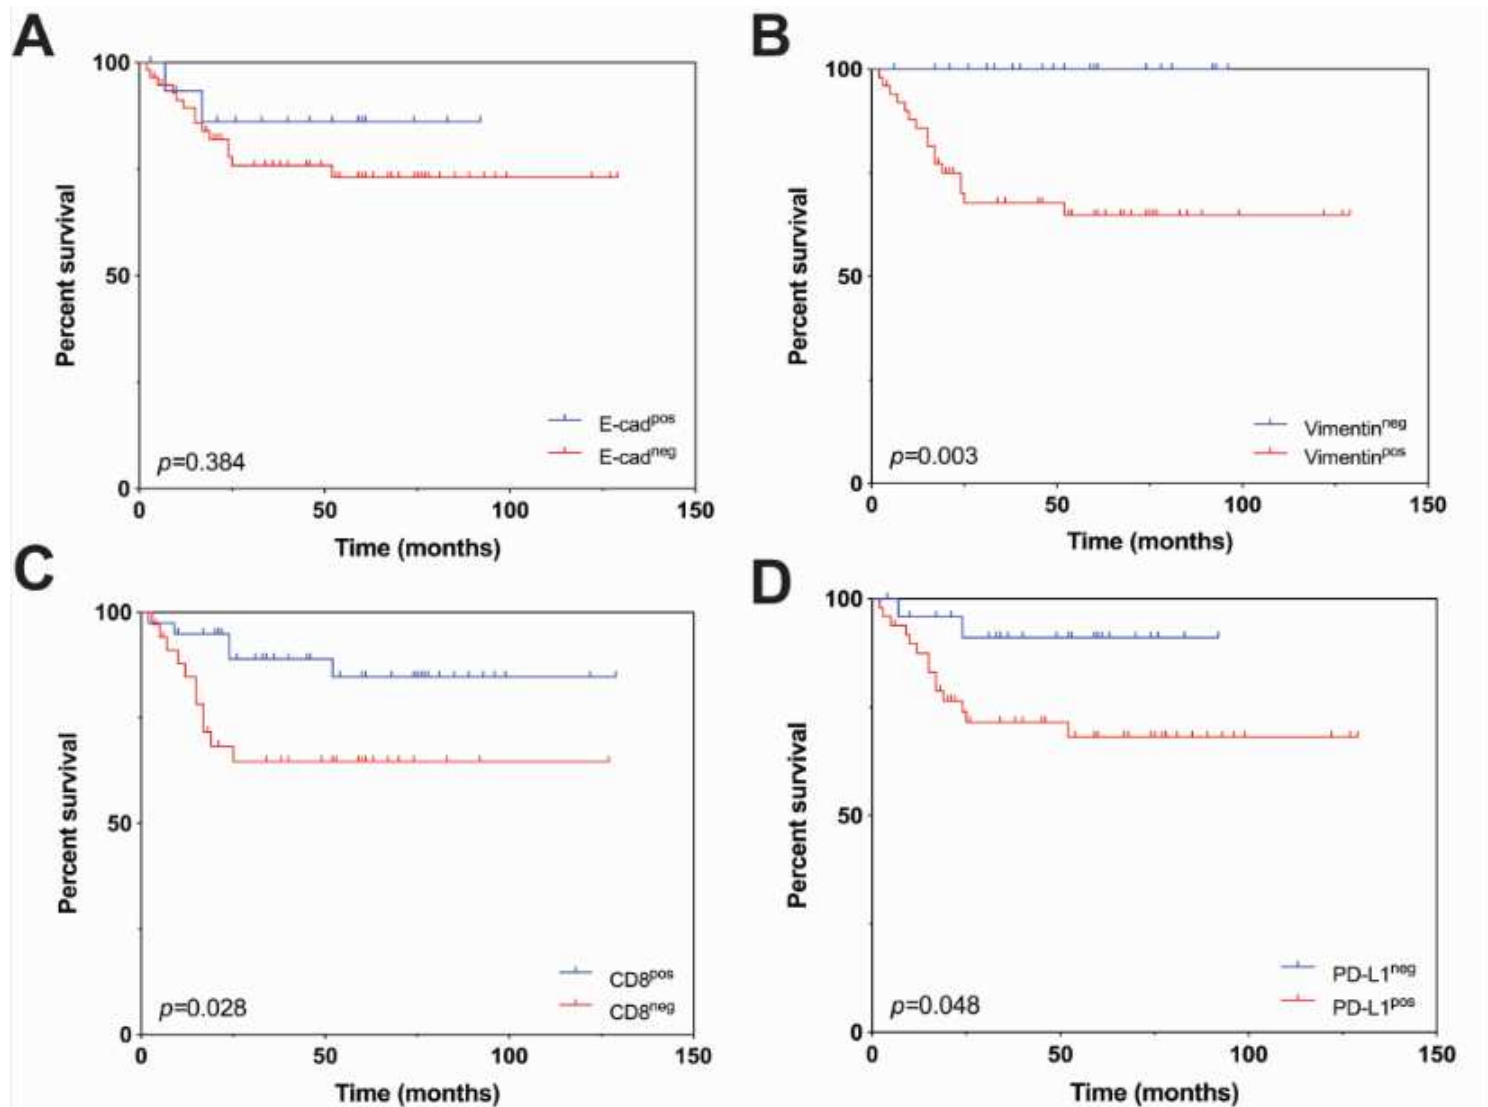 A
100
50
0
Percent survival
E-cadpos
E-cadneg
p=0.384
0 50 100 150
Time (months)
B
100
50
0
Percent survival
Vimentinneg
Vimentinpos
p=0.003
0 50 100 150
Time (months)
C
100
50
0
Percent survival
CD8pos
CD8neg
p=0.028
0 50 100 150
Time (months)
D
100
50
0
Percent survival
PD-L1neg
PD-L1pos
p=0.048
0 50 100 150
Time (months)